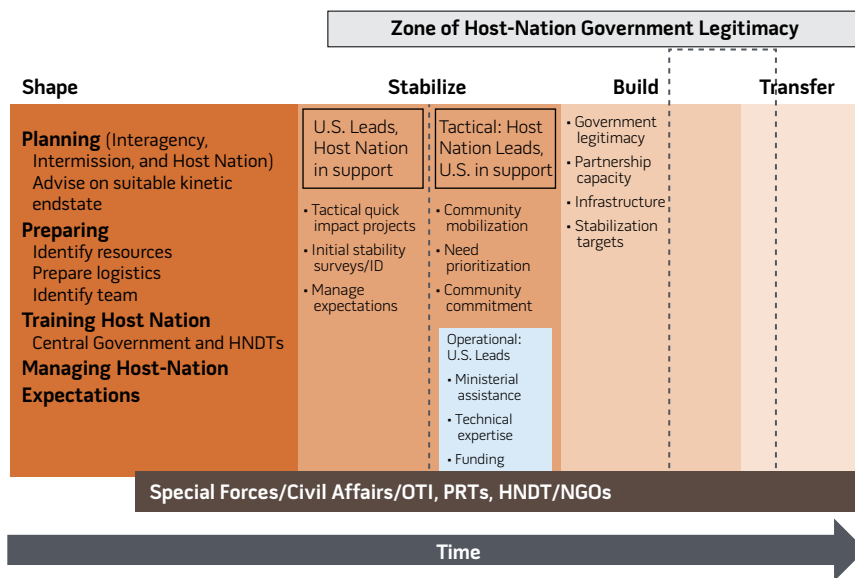 Zone of Host-Nation Government Legitimacy
Shape
Stabilize
Build
Transfer
Planning (Interagency,
Intermission, and Host Nation)
Advise on suitable kinetic
endstate
Preparing
Identify resources
Prepare logistics
Identify team
Training Host Nation
Central Government and HNDTs
Managing Host-Nation
Expectations
U.S. Leads,
Host Nation
in support
• Tactical quick
impact projects
• Initial stability
surveys/ID
• Manage
expectations
Tactical: Host
Nation Leads,
U.S. in support
• Community
mobilization
• Need
prioritization
• Community
commitment
Operational:
U.S. Leads
• Ministerial
assistance
• Technical
expertise
• Funding
• Government
legitimacy
• Partnership
capacity
• Infrastructure
• Stabilization
targets
Special Forces/Civil Affairs/OTI, PRTs, HNDT/NGOs
Time